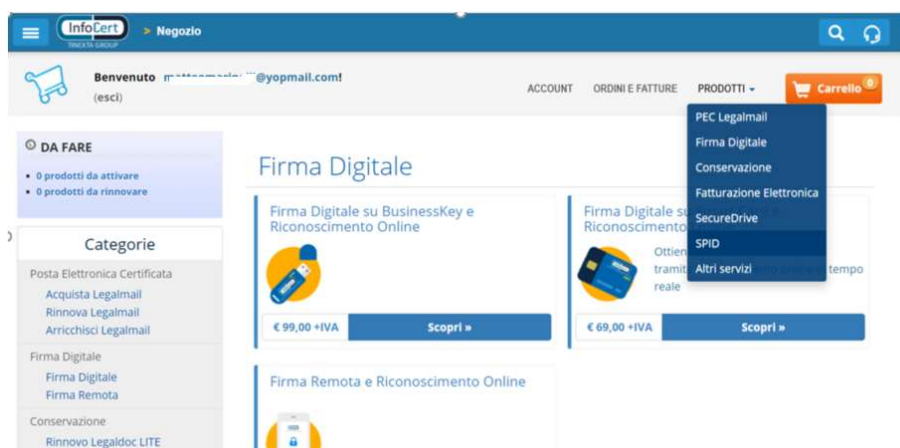 InfoCert
TINEXTA GROUP
> Negozio
Benvenuto @yopmail.com!
(esci)
ACCOUNT
ORDINI E FATTURE
PRODOTTI
Carrello 0
PEC Legalmail
Firma Digitale
Conservazione
Fatturazione Elettronica
SecureDrive
SPID
Altri servizi
DA FARE
0 prodotti da attivare
0 prodotti da rinnovare
Categorie
Posta Elettronica Certificata
Acquista Legalmail
Rinnova Legalmail
Arricchisci Legalmail
Firma Digitale
Firma Digitale
Firma Remota
Conservazione
Rinnovo Legaldoc LITE
Firma Digitale
Firma Digitale su BusinessKey e
Riconoscimento Online
€ 99,00 +IVA
Scopri »
Firma Digitale
Riconoscimento
tempo
reale
€ 69,00 +IVA
Scopri »
Firma Remota e Riconoscimento Online